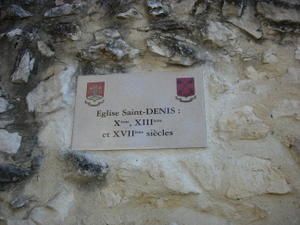 Eglise Saint-DENIS :
Xème, XIIIème
et XVIIème siècles